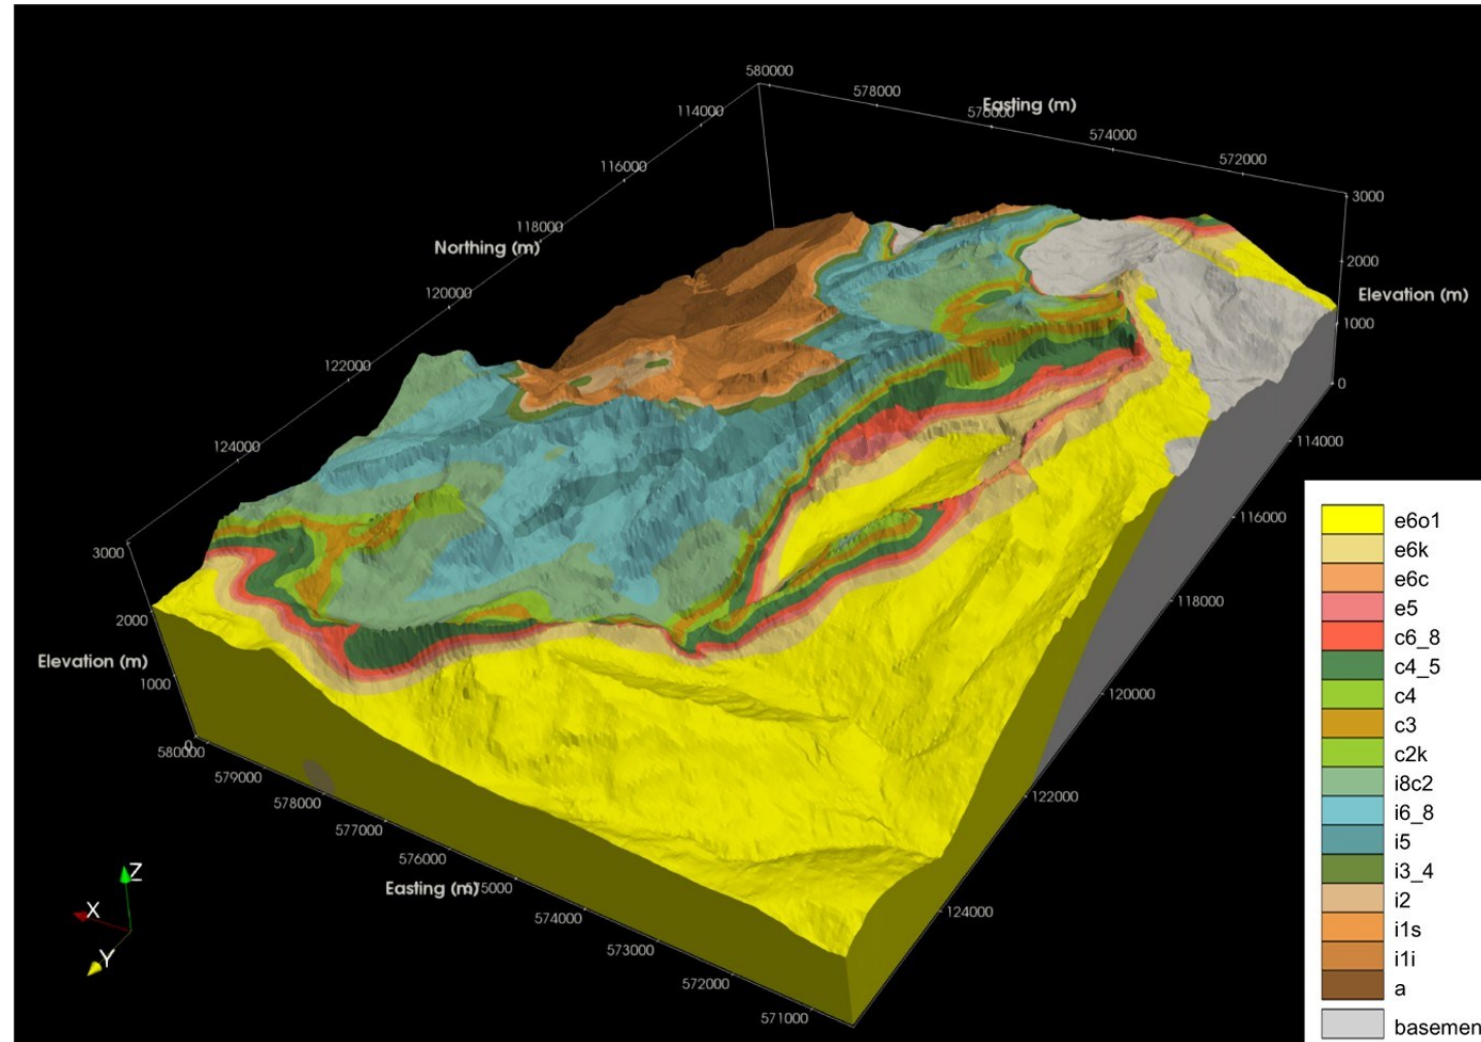 580000
578000
576000
Easting (m)
574000
572000
114000
116000
118000
Northing (m)
120000
122000
124000
3000
2000
Elevation (m)
1000
0
114000
116000
118000
120000
122000
124000
3000
2000
Elevation (m)
1000
0
580000
579000
578000
577000
576000
Easting (m)
575000
574000
573000
572000
571000
Z
X
Y
e6o1
e6k
e6c
e5
c6_8
c4_5
c4
c3
c2k
i8c2
i6_8
i5
i3_4
i2
i1s
i1i
a
basemen